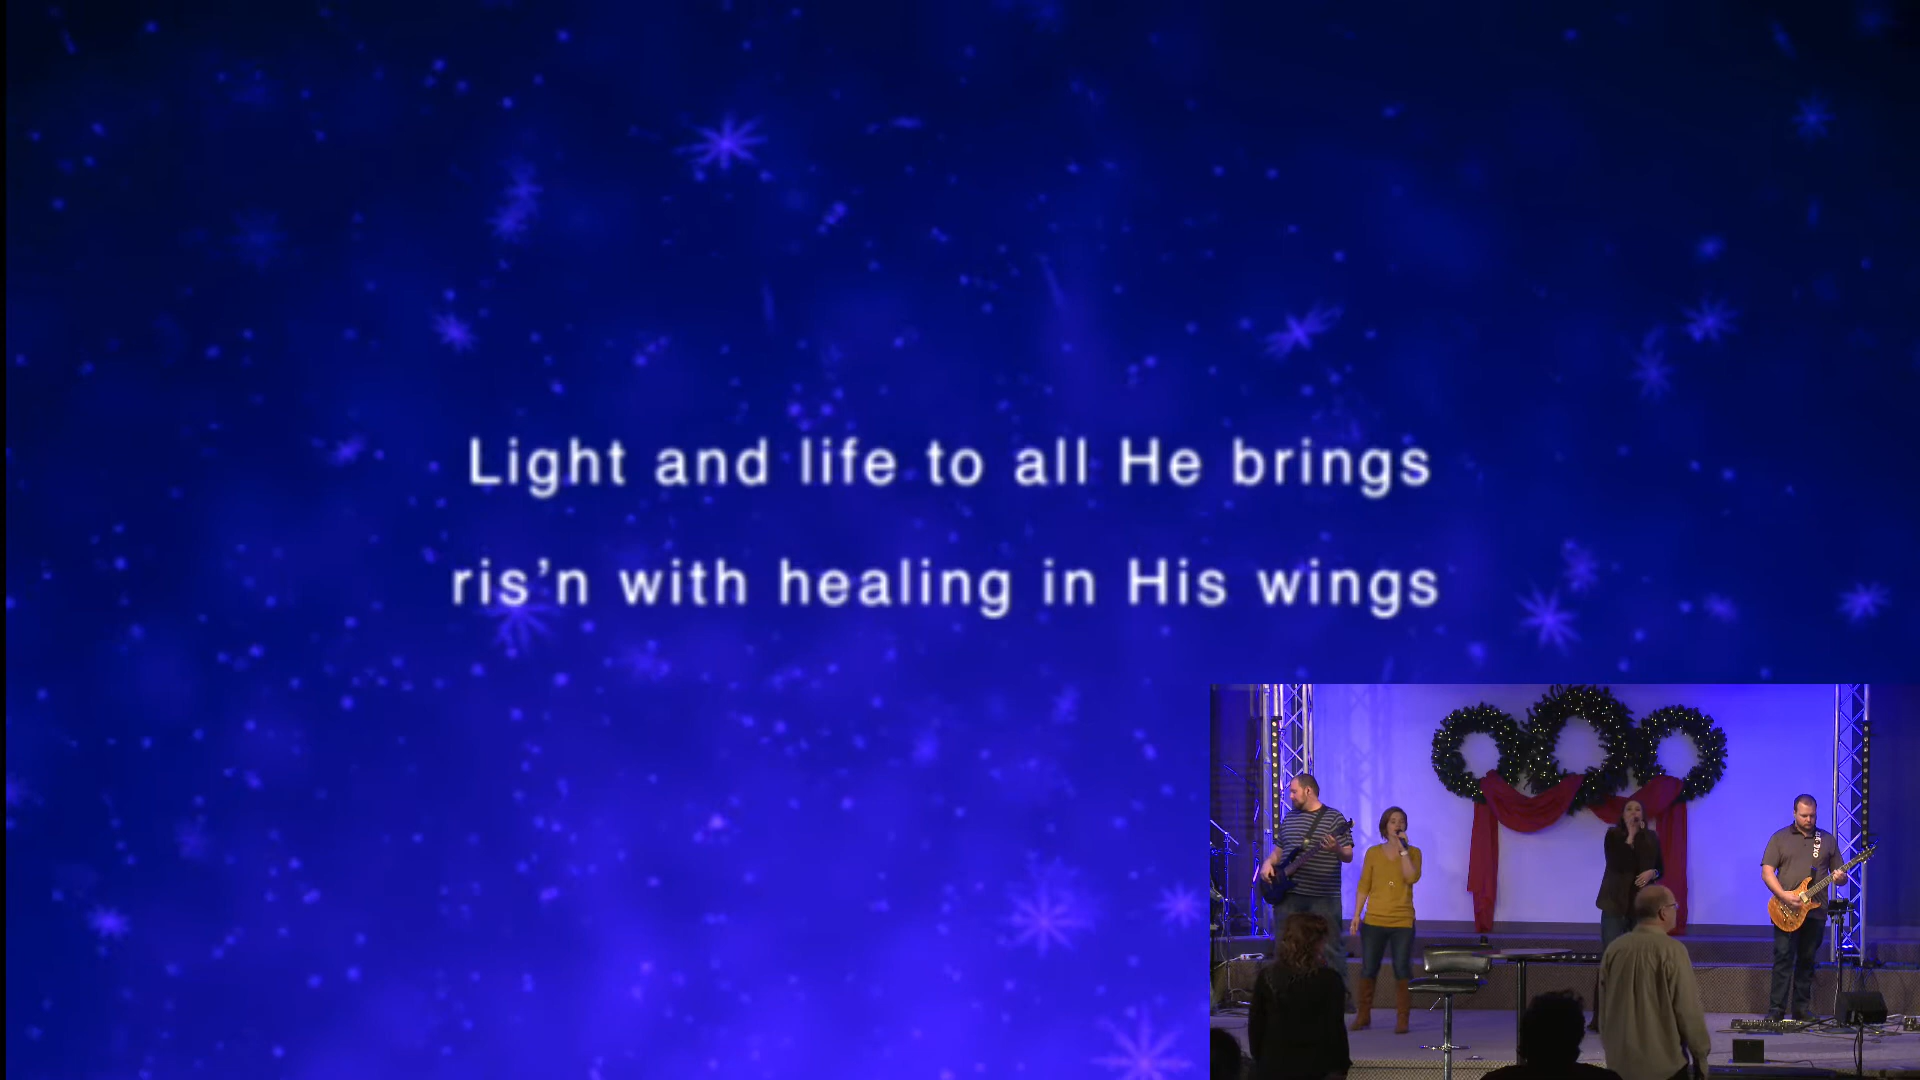 Light and life to all He brings
ris’n with healing in His wings